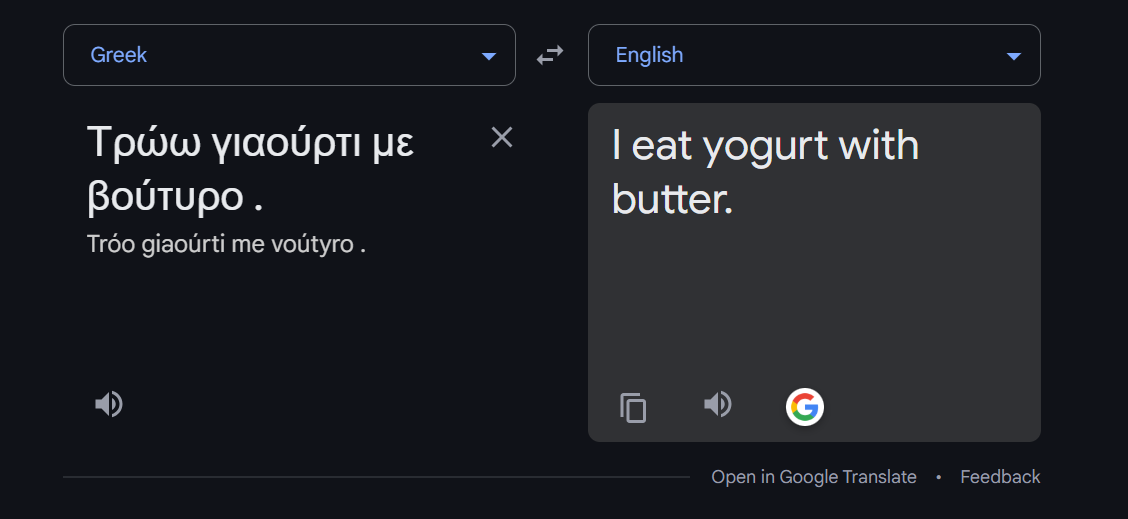 Greek
English
Τρώω γιαούρτι με
βούτυρο .
Tróo giaoúrti me voútyro .
I eat yogurt with
butter.
Open in Google Translate • Feedback